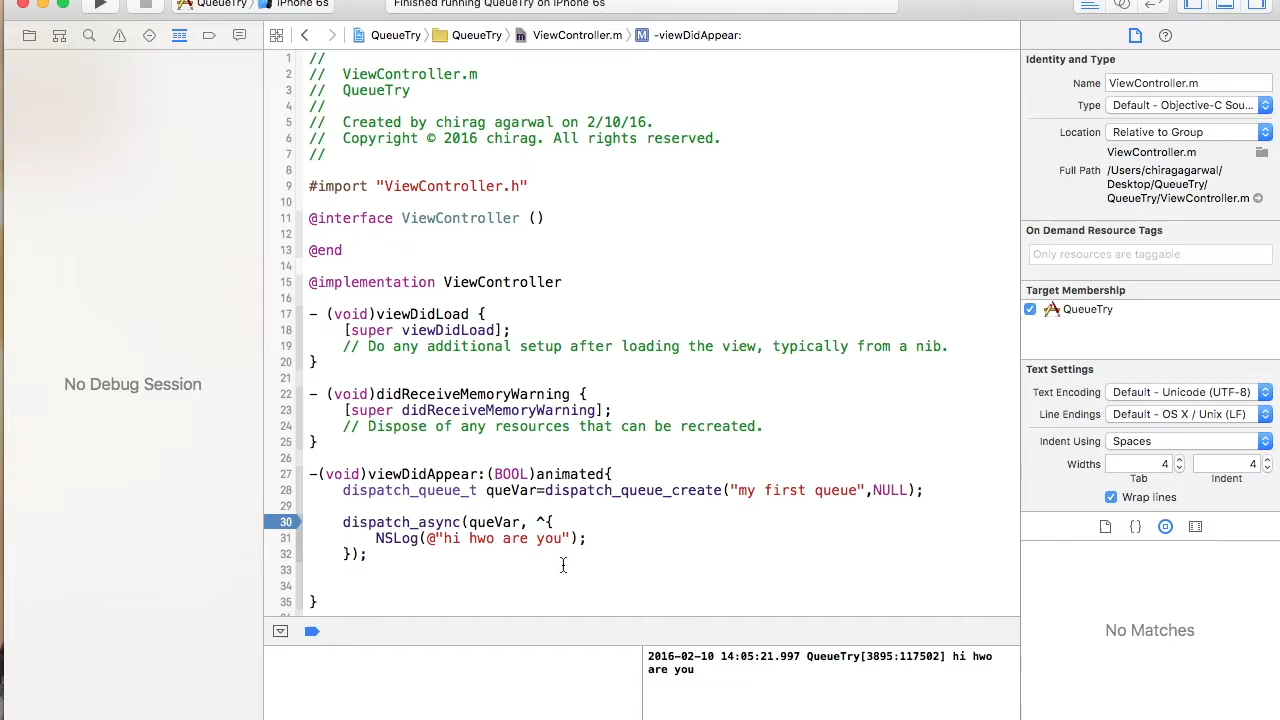 QueueTry iPhone 6s Finished running QueueTry on iPhone 6s
QueueTry QueueTry ViewController.m M -viewDidAppear:
1 //
2 //  ViewController.m
3 //  QueueTry
4 //
5 //  Created by chirag agarwal on 2/10/16.
6 //  Copyright © 2016 chirag. All rights reserved.
7 //
8
9 #import "ViewController.h"
10
11 @interface ViewController ()
12
13 @end
14
15 @implementation ViewController
16
17 - (void)viewDidLoad {
18     [super viewDidLoad];
19     // Do any additional setup after loading the view, typically from a nib.
20 }
21
22 - (void)didReceiveMemoryWarning {
23     [super didReceiveMemoryWarning];
24     // Dispose of any resources that can be recreated.
25 }
26
27 -(void)viewDidAppear:(BOOL)animated{
28     dispatch_queue_t queVar=dispatch_queue_create("my first queue",NULL);
29
30     dispatch_async(queVar, ^{
31         NSLog(@"hi hwo are you");
32     });
33
34
35 }
No Debug Session
2016-02-10 14:05:21.997 QueueTry[3895:117502] hi hwo
are you
Identity and Type
Name ViewController.m
Type Default - Objective-C Sou...
Location Relative to Group
ViewController.m
Full Path /Users/chiragagarwal/
Desktop/QueueTry/
QueueTry/ViewController.m
On Demand Resource Tags
Only resources are taggable
Target Membership
QueueTry
Text Settings
Text Encoding Default - Unicode (UTF-8)
Line Endings Default - OS X / Unix (LF)
Indent Using Spaces
Widths 4 4
Tab Indent
Wrap lines
No Matches